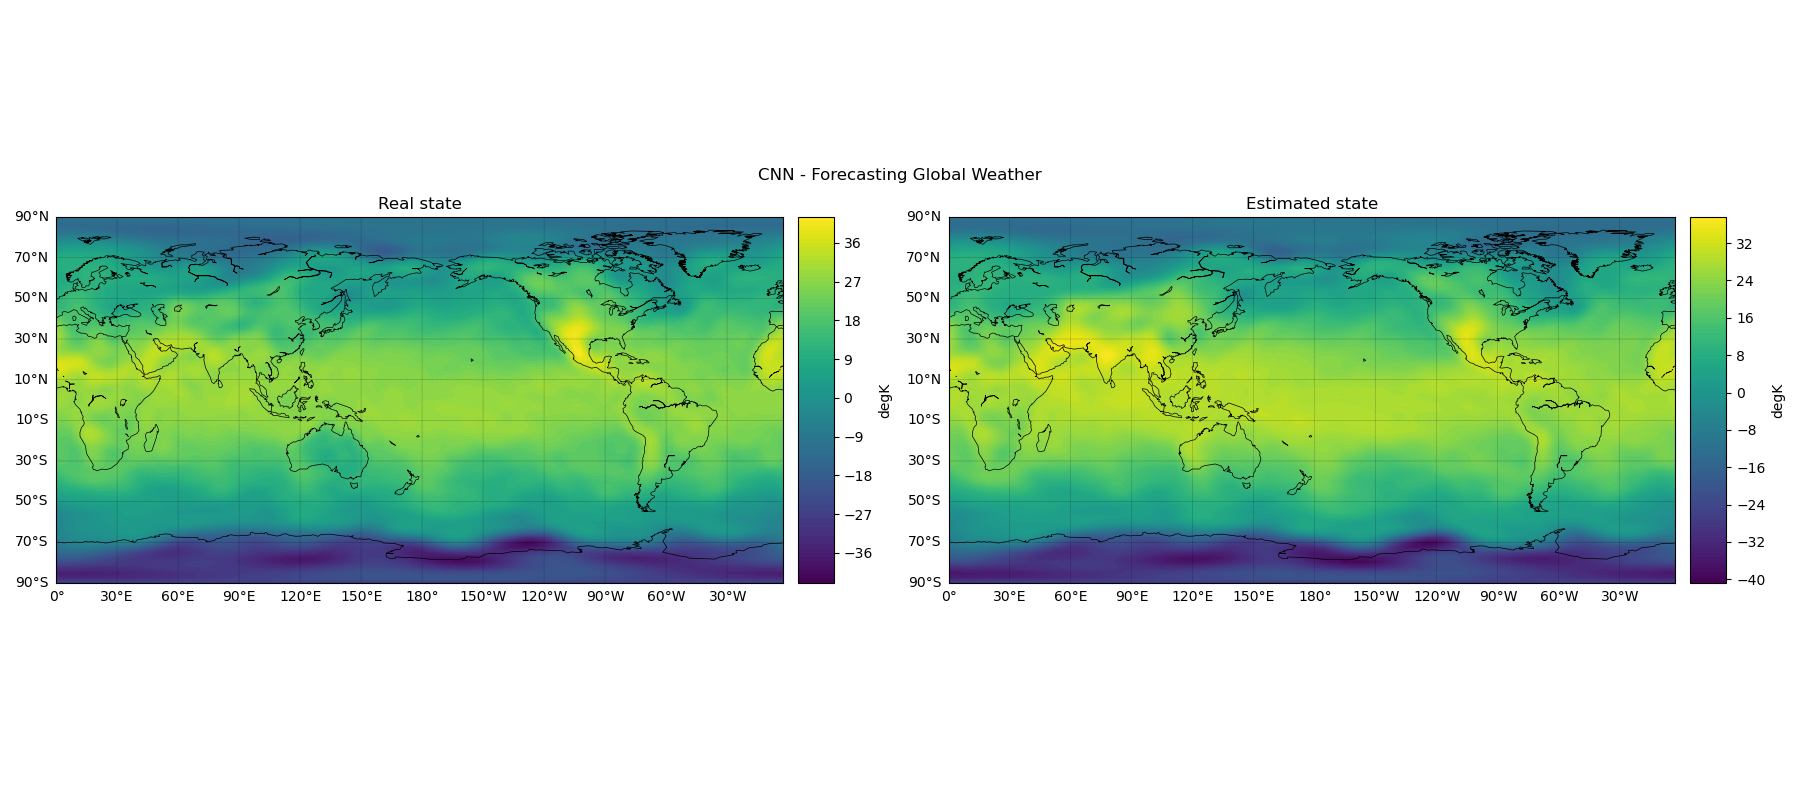 CNN - Forecasting Global Weather
Real state
90°N
70°N
50°N
30°N
10°N
10°S
30°S
50°S
70°S
90°S
0° 30°E 60°E 90°E 120°E 150°E 180° 150°W 120°W 90°W 60°W 30°W
36
27
18
9
0
−9
−18
−27
−36
degK
Estimated state
90°N
70°N
50°N
30°N
10°N
10°S
30°S
50°S
70°S
90°S
0° 30°E 60°E 90°E 120°E 150°E 180° 150°W 120°W 90°W 60°W 30°W
32
24
16
8
0
−8
−16
−24
−32
−40
degK